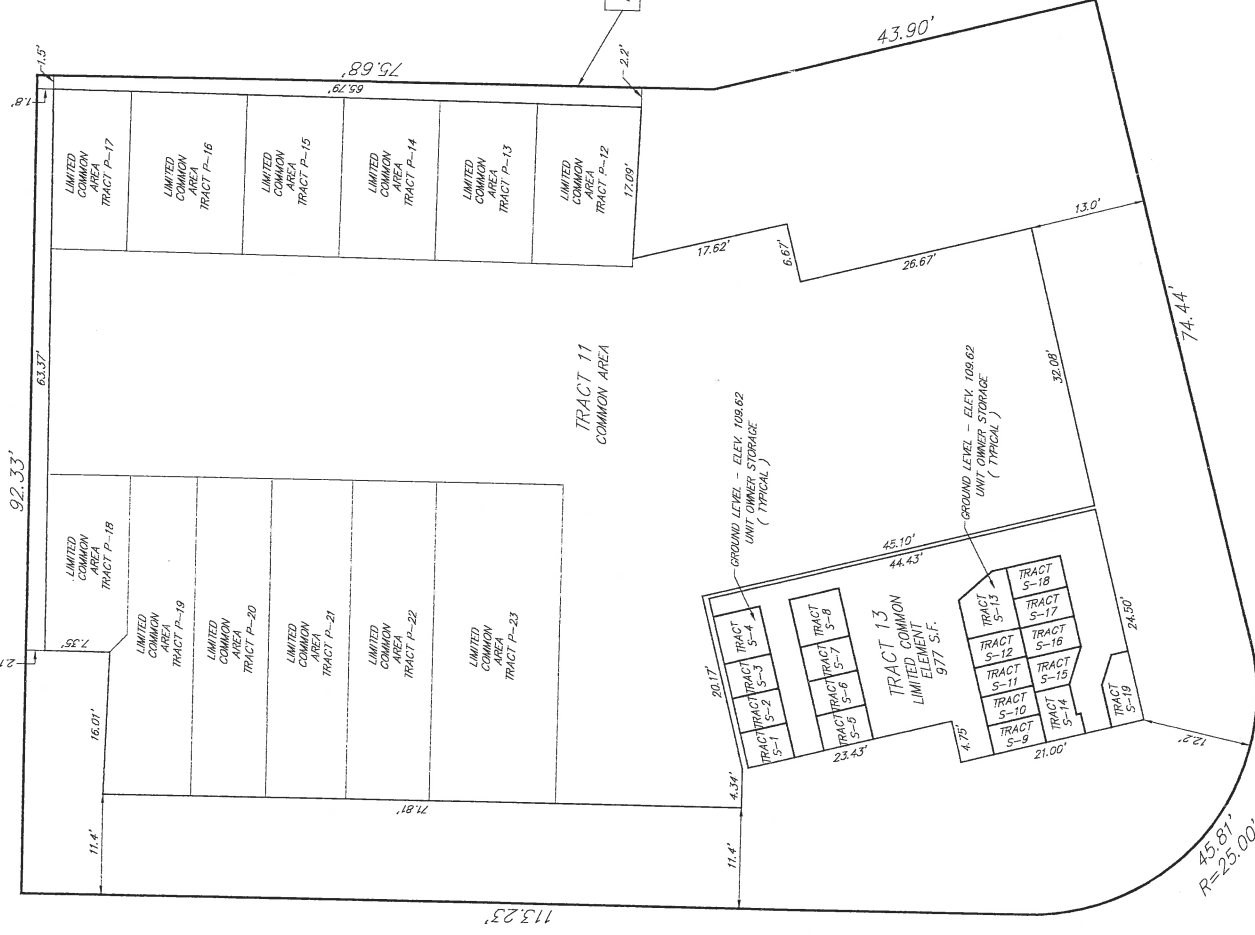 92.33'
1.8'
1.5'
63.37'
75.68'
65.79'
2.2'
43.90'
LIMITED
COMMON
AREA
TRACT P-17
LIMITED
COMMON
AREA
TRACT P-16
LIMITED
COMMON
AREA
TRACT P-15
LIMITED
COMMON
AREA
TRACT P-14
LIMITED
COMMON
AREA
TRACT P-13
LIMITED
COMMON
AREA
TRACT P-12
17.09'
17.62'
6.67'
26.67'
13.0'
32.08'
74.44'
TRACT 11
COMMON AREA
LIMITED
COMMON
AREA
TRACT P-18
7.35'
16.01'
11.4'
LIMITED
COMMON
AREA
TRACT P-19
LIMITED
COMMON
AREA
TRACT P-20
LIMITED
COMMON
AREA
TRACT P-21
LIMITED
COMMON
AREA
TRACT P-22
LIMITED
COMMON
AREA
TRACT P-23
71.81'
113.23'
11.4'
4.34'
GROUND LEVEL - ELEV. 109.62
UNIT OWNER STORAGE
( TYPICAL )
GROUND LEVEL - ELEV. 109.62
UNIT OWNER STORAGE
( TYPICAL )
20.17'
45.10'
44.43'
TRACT
S-1
TRACT
S-2
TRACT
S-3
TRACT
S-4
TRACT
S-5
TRACT
S-6
TRACT
S-7
TRACT
S-8
TRACT 13
LIMITED COMMON
ELEMENT
977 S.F.
23.43'
4.75'
21.00'
TRACT
S-9
TRACT
S-10
TRACT
S-11
TRACT
S-12
TRACT
S-13
TRACT
S-14
TRACT
S-15
TRACT
S-16
TRACT
S-17
TRACT
S-18
TRACT
S-19
24.50'
12.2'
45.81'
R=25.00'